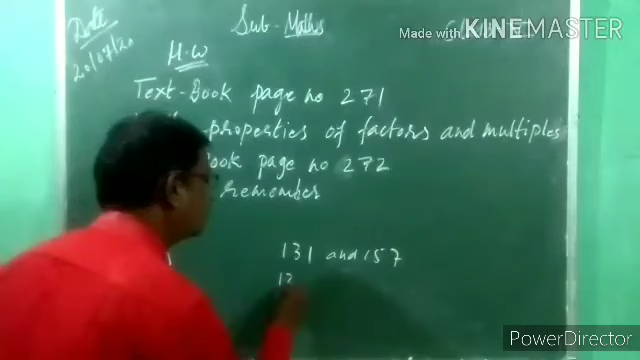 Date
20/07/20
Sub- Maths
Made with KINEMASTER
H.W
Text-Book page no 271
properties of factors and multiples
Book page no 272
remember
131 and 157
13
PowerDirector